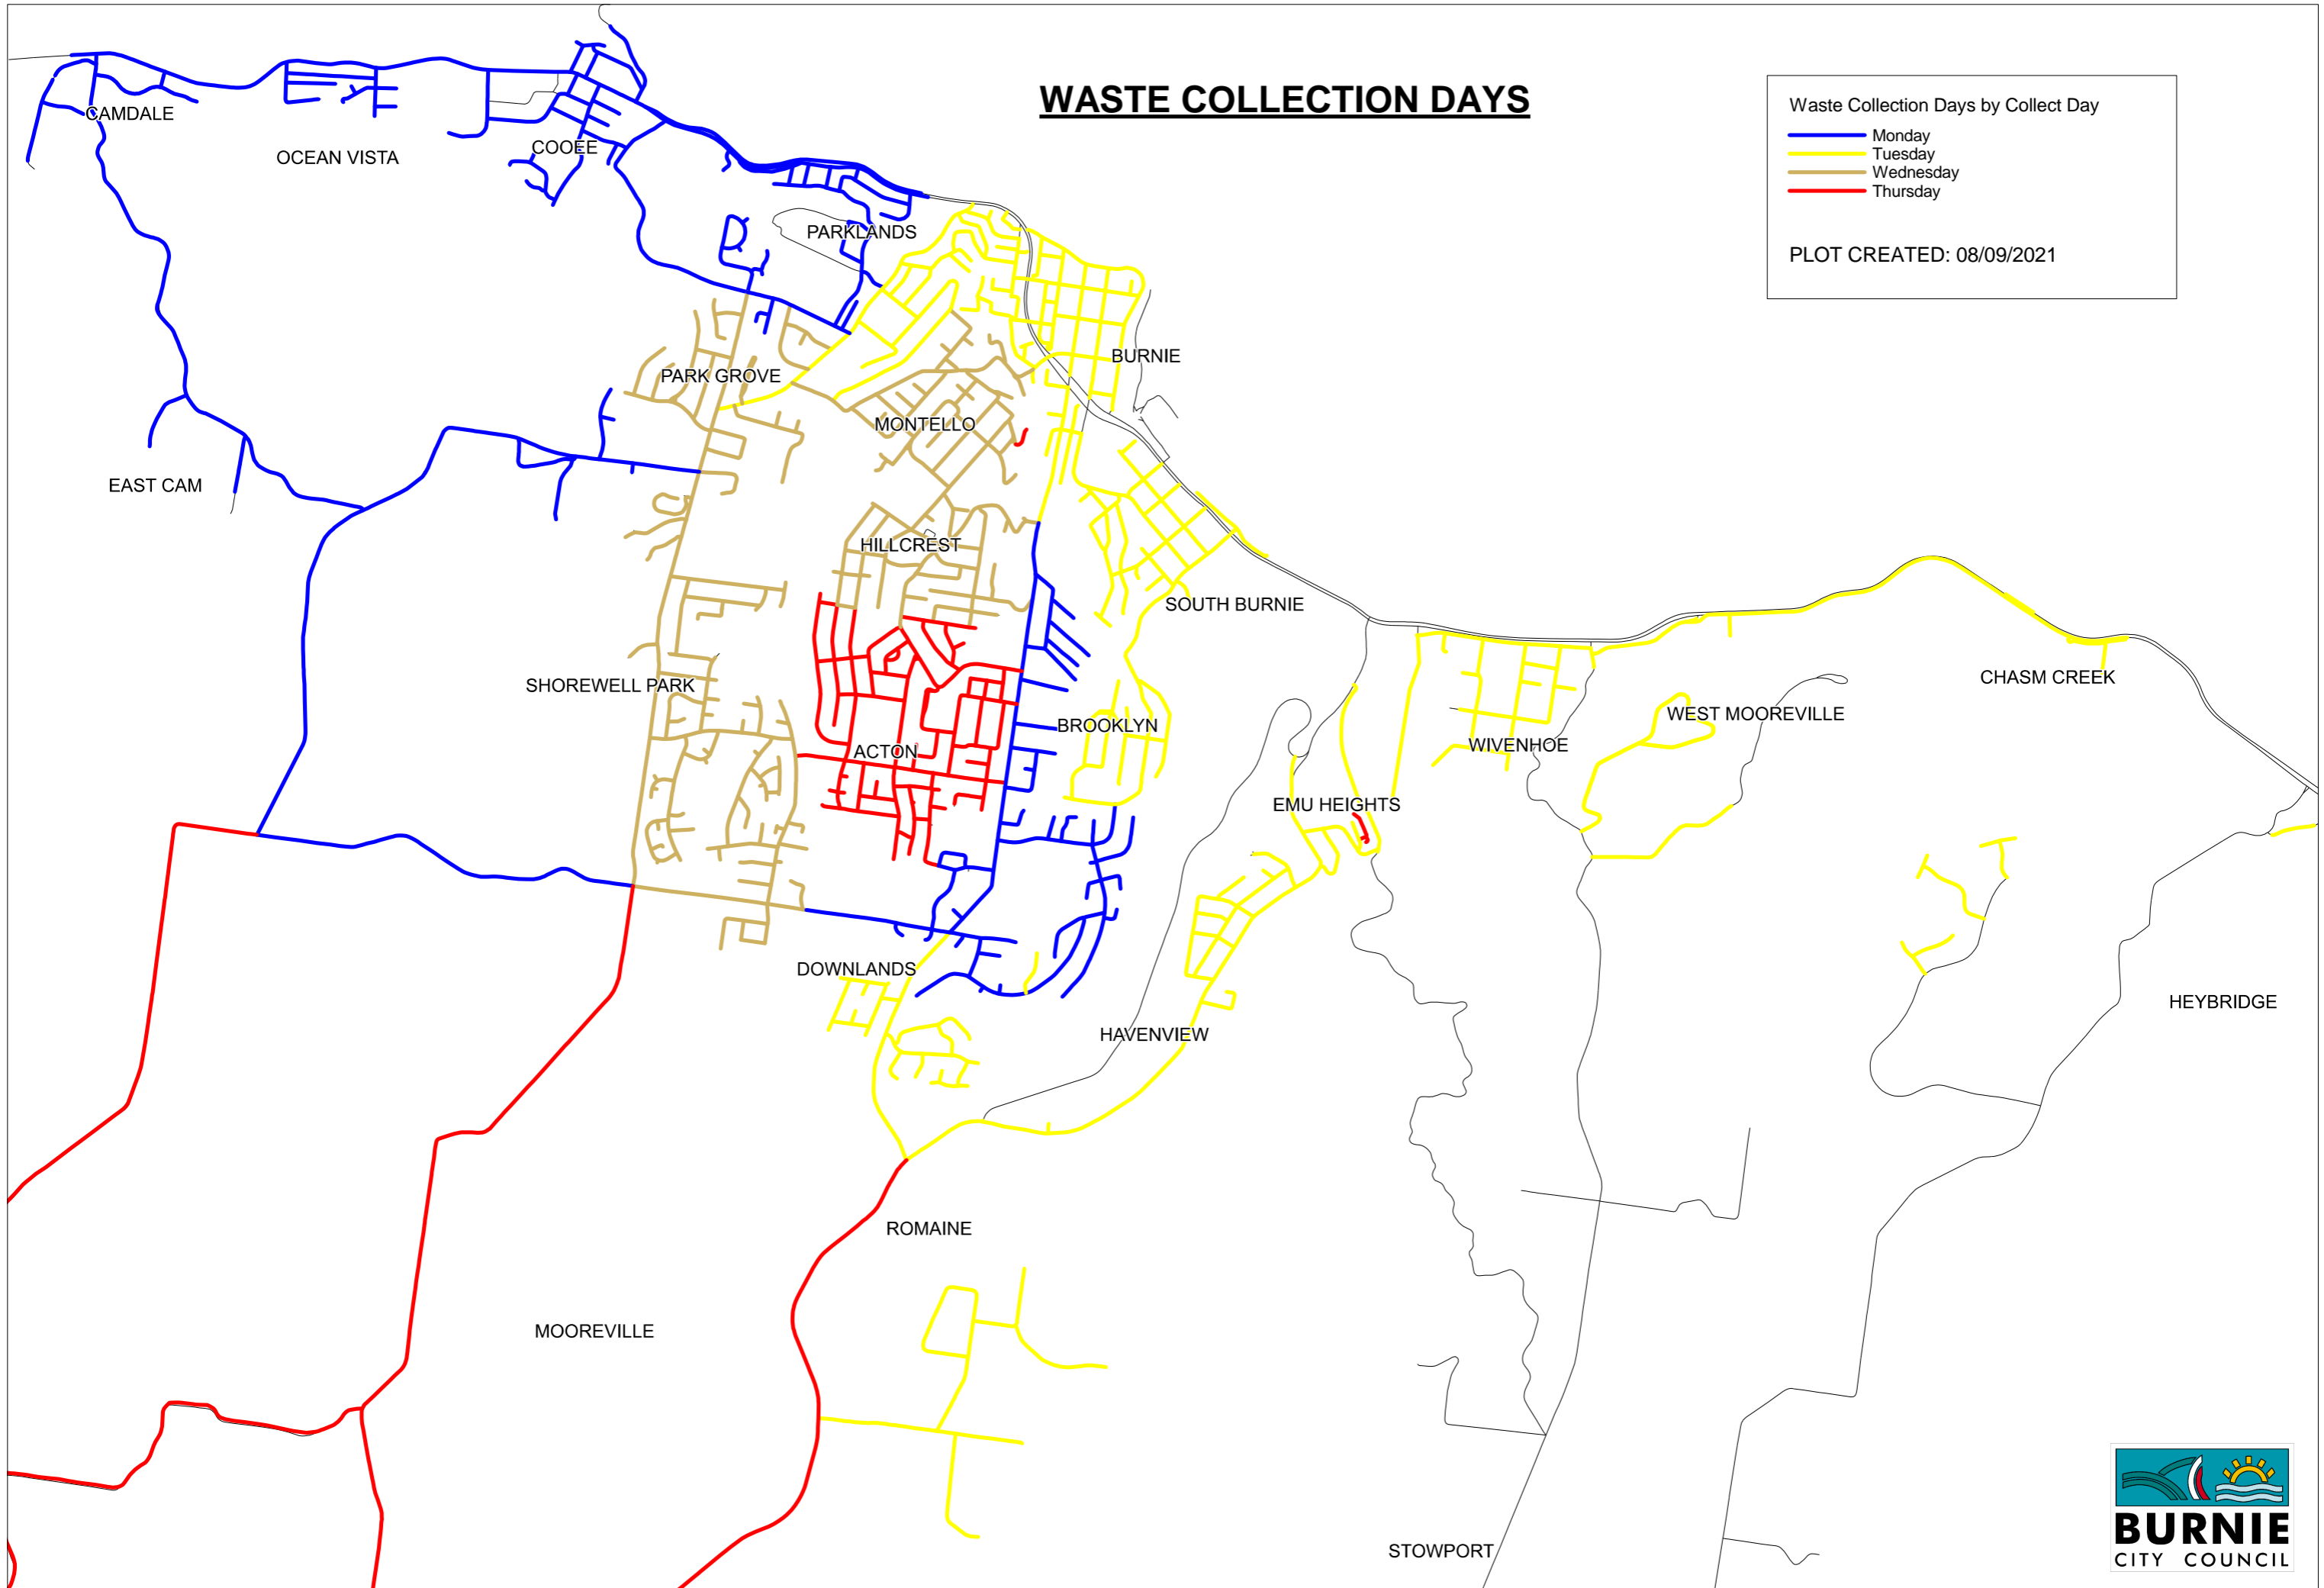 WASTE COLLECTION DAYS
Waste Collection Days by Collect Day
Monday
Tuesday
Wednesday
Thursday
PLOT CREATED: 08/09/2021
CAMDALE
OCEAN VISTA
COOEE
PARKLANDS
BURNIE
PARK GROVE
MONTELLO
EAST CAM
HILLCREST
SOUTH BURNIE
SHOREWELL PARK
CHASM CREEK
WEST MOOREVILLE
BROOKLYN
WIVENHOE
ACTON
EMU HEIGHTS
DOWNLANDS
HEYBRIDGE
HAVENVIEW
ROMAINE
MOOREVILLE
STOWPORT
BURNIE
CITY COUNCIL